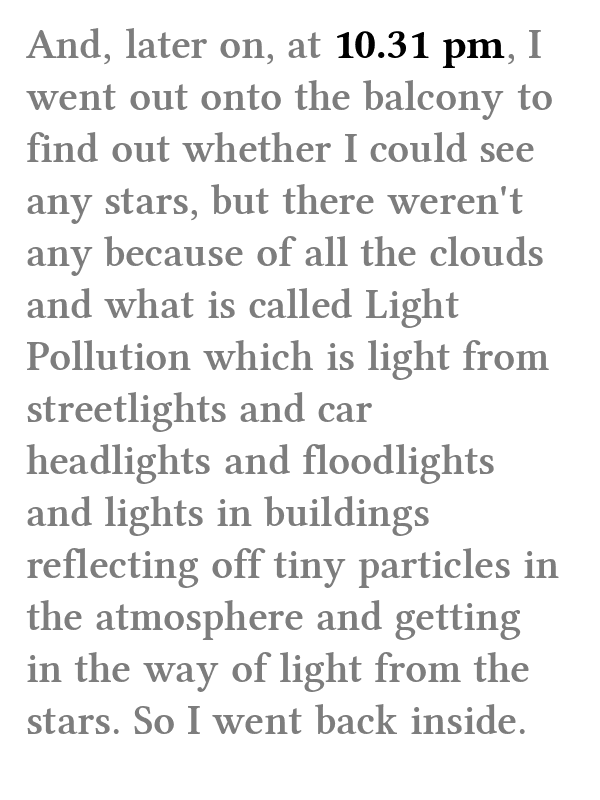 And, later on, at 10.31 pm, I
went out onto the balcony to
find out whether I could see
any stars, but there weren't
any because of all the clouds
and what is called Light
Pollution which is light from
streetlights and car
headlights and floodlights
and lights in buildings
reflecting off tiny particles in
the atmosphere and getting
in the way of light from the
stars. So I went back inside.